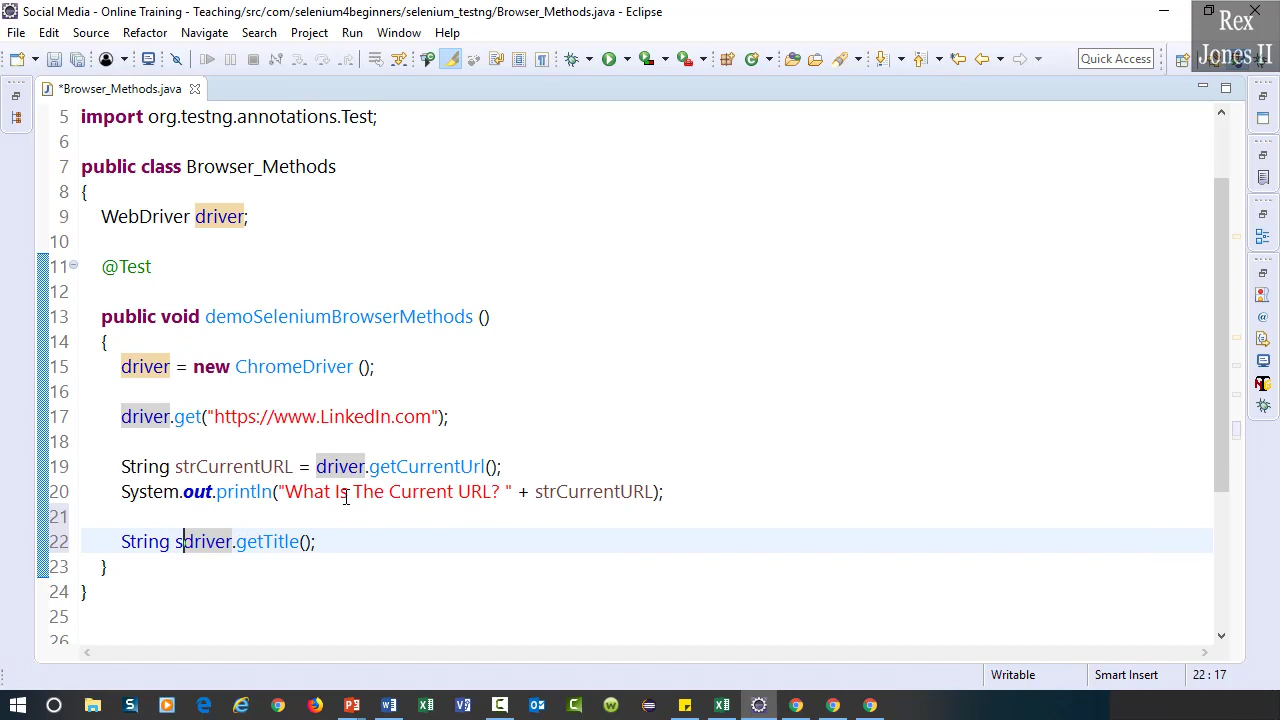 Social Media - Online Training - Teaching/src/com/selenium4beginners/selenium_testng/Browser_Methods.java - Eclipse
Rex
Jones II
File Edit Source Refactor Navigate Search Project Run Window Help
Quick Access
*Browser_Methods.java
5 import org.testng.annotations.Test;
6
7 public class Browser_Methods
8 {
9 WebDriver driver;
10
11 @Test
12
13 public void demoSeleniumBrowserMethods ()
14 {
15 driver = new ChromeDriver ();
16
17 driver.get("https://www.LinkedIn.com");
18
19 String strCurrentURL = driver.getCurrentUrl();
20 System.out.println("What Is The Current URL? " + strCurrentURL);
21
22 String sdriver.getTitle();
23 }
24 }
25
26
Writable Smart Insert 22 : 17